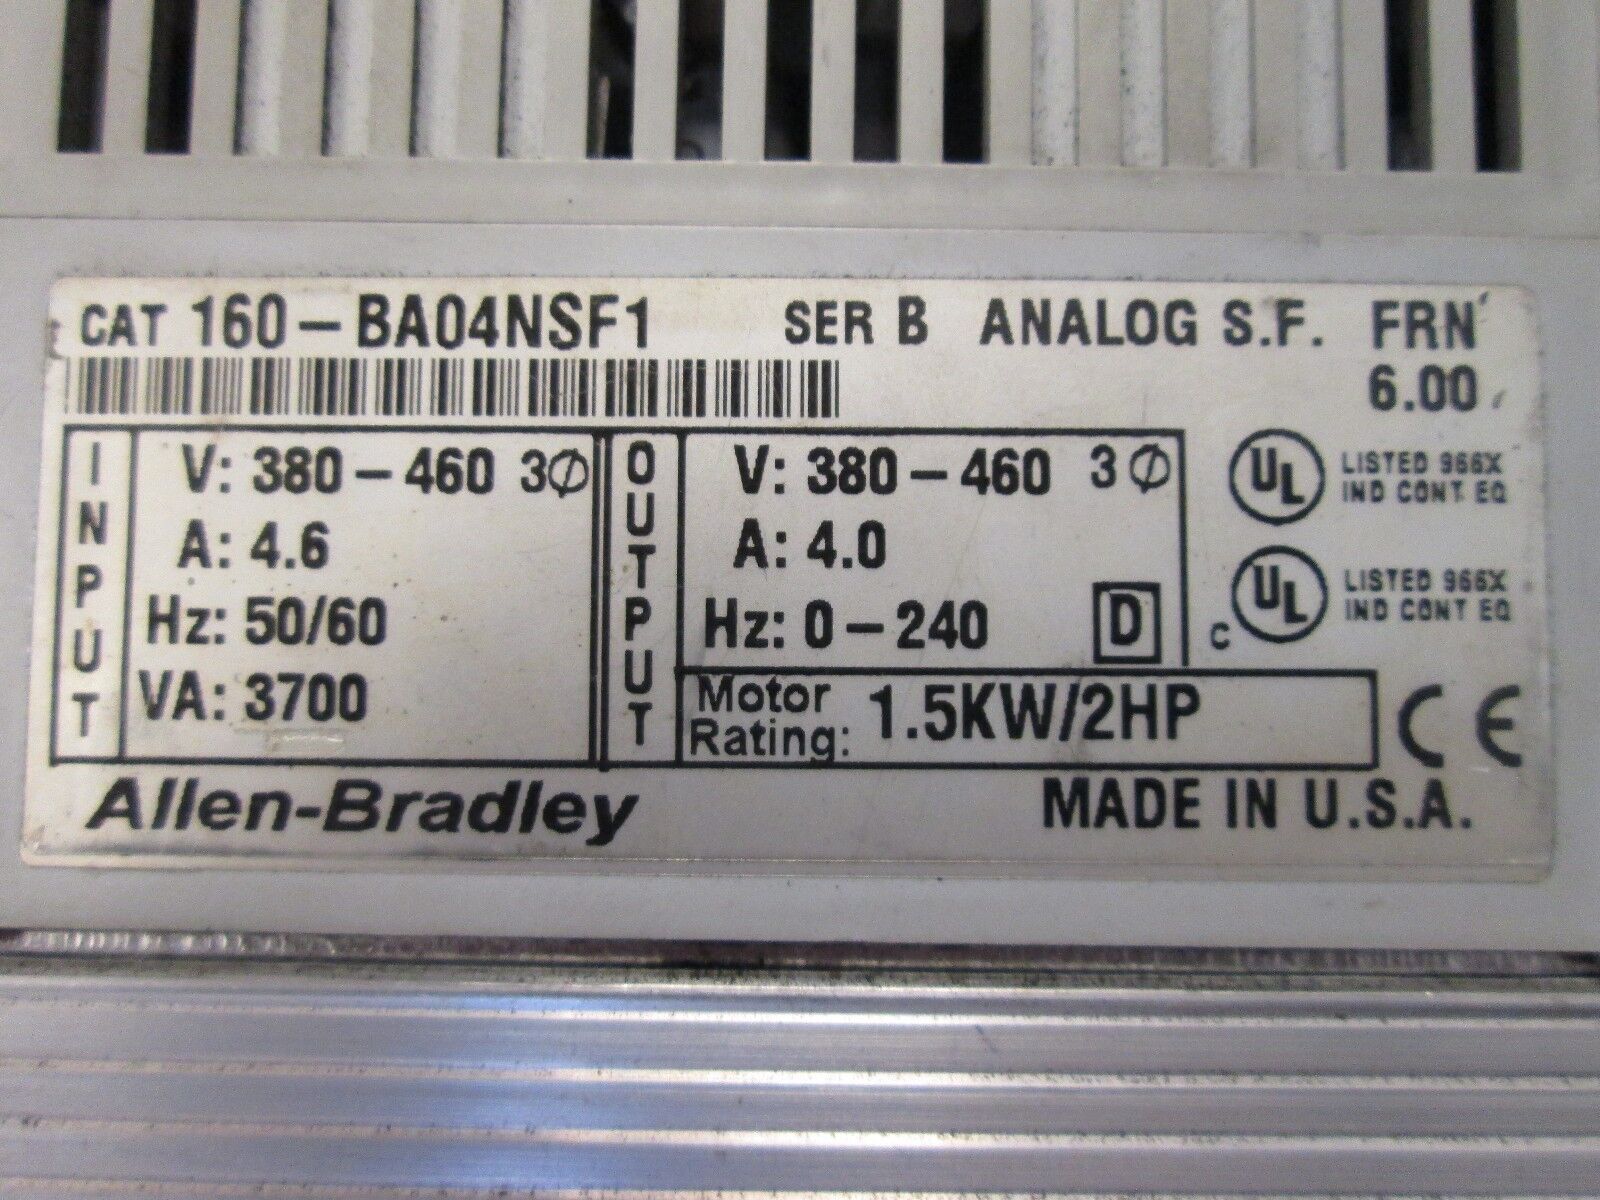 CAT 160-BA04NSF1 SER B ANALOG S.F. FRN
6.00
INPUT
V: 380-460 3Ø
A: 4.6
Hz: 50/60
VA: 3700
OUTPUT
V: 380-460 3Ø
A: 4.0
Hz: 0-240
D
Motor
Rating: 1.5KW/2HP
UL LISTED 966X
IND CONT EQ
C UL LISTED 966X
IND CONT EQ
CE
Allen-Bradley
MADE IN U.S.A.